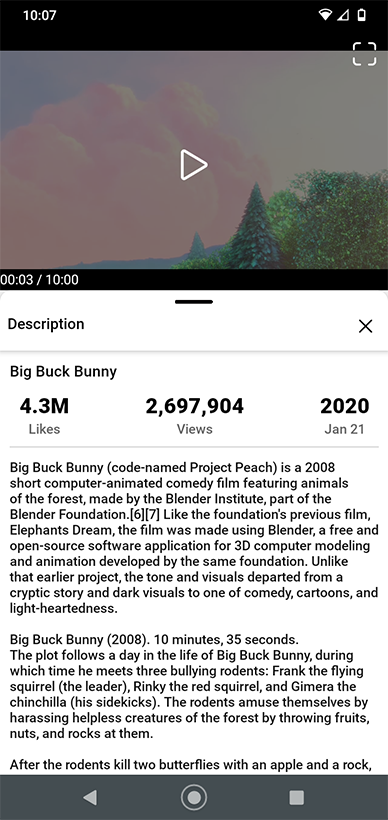 10:07
00:03 / 10:00
Description
Big Buck Bunny
4.3M 2,697,904 2020
Likes Views Jan 21
Big Buck Bunny (code-named Project Peach) is a 2008
short computer-animated comedy film featuring animals
of the forest, made by the Blender Institute, part of the
Blender Foundation.[6][7] Like the foundation's previous film,
Elephants Dream, the film was made using Blender, a free and
open-source software application for 3D computer modeling
and animation developed by the same foundation. Unlike
that earlier project, the tone and visuals departed from a
cryptic story and dark visuals to one of comedy, cartoons, and
light-heartedness.
Big Buck Bunny (2008). 10 minutes, 35 seconds.
The plot follows a day in the life of Big Buck Bunny, during
which time he meets three bullying rodents: Frank the flying
squirrel (the leader), Rinky the red squirrel, and Gimera the
chinchilla (his sidekicks). The rodents amuse themselves by
harassing helpless creatures of the forest by throwing fruits,
nuts, and rocks at them.
After the rodents kill two butterflies with an apple and a rock,